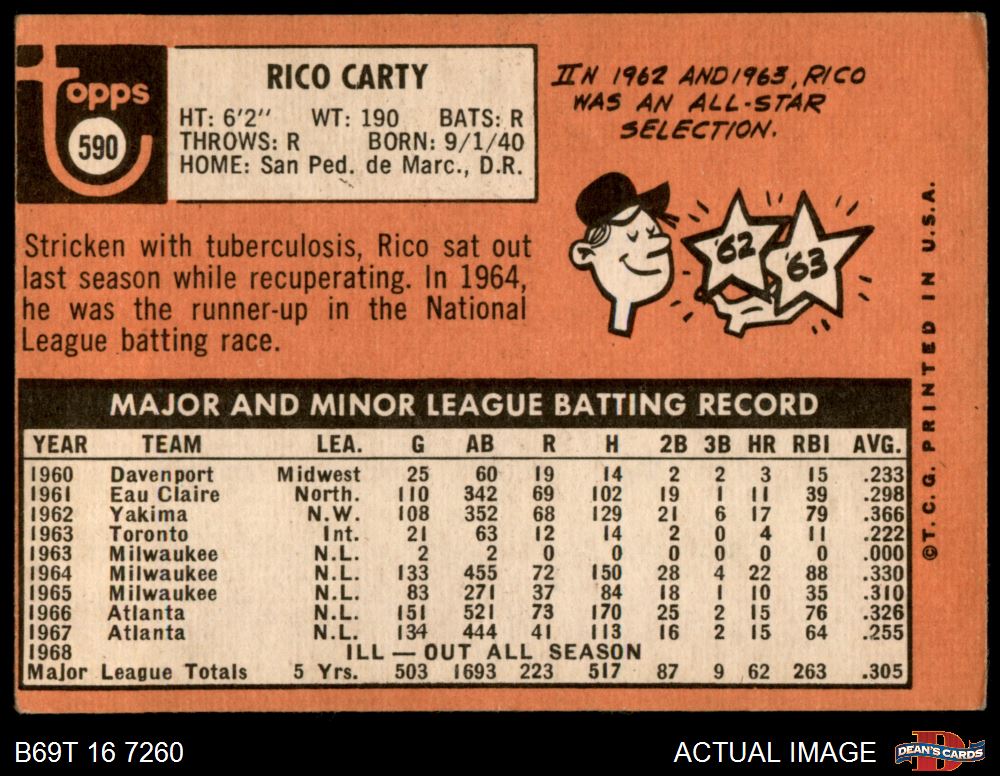 Topps
590
RICO CARTY
HT: 6'2" WT: 190 BATS: R
THROWS: R BORN: 9/1/40
HOME: San Ped. de Marc., D.R.
IN 1962 AND 1963, RICO
WAS AN ALL-STAR
SELECTION.
'62
'63
Stricken with tuberculosis, Rico sat out
last season while recuperating. In 1964,
he was the runner-up in the National
League batting race.
MAJOR AND MINOR LEAGUE BATTING RECORD
YEAR TEAM LEA. G AB R H 2B 3B HR RBI AVG.
1960 Davenport Midwest 25 60 19 14 2 2 3 15 .233
1961 Eau Claire North. 110 342 69 102 19 1 11 39 .298
1962 Yakima N.W. 108 352 68 129 21 6 17 79 .366
1963 Toronto Int. 21 63 12 14 2 0 4 11 .222
1963 Milwaukee N.L. 2 2 0 0 0 0 0 0 .000
1964 Milwaukee N.L. 133 455 72 150 28 4 22 88 .330
1965 Milwaukee N.L. 83 271 37 84 18 1 10 35 .310
1966 Atlanta N.L. 151 521 73 170 25 2 15 76 .326
1967 Atlanta N.L. 134 444 41 113 16 2 15 64 .255
1968 ILL — OUT ALL SEASON
Major League Totals 5 Yrs. 503 1693 223 517 87 9 62 263 .305
© T. C. G. PRINTED IN U.S.A.
B69T 16 7260
ACTUAL IMAGE
DEAN'S CARDS